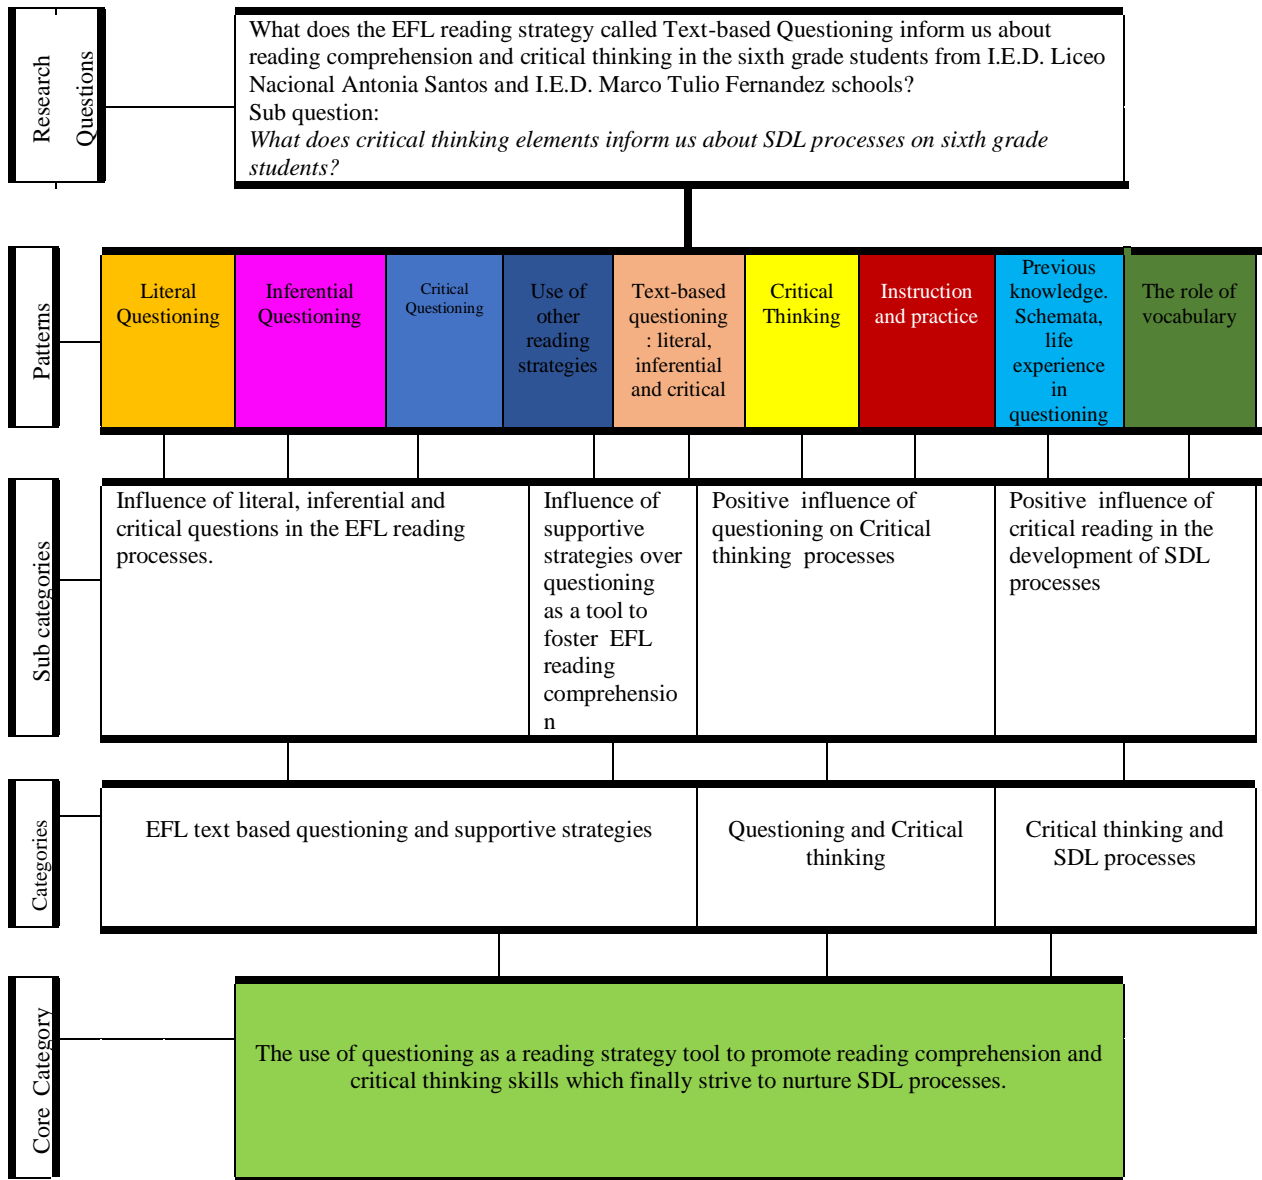 Research
Questions
What does the EFL reading strategy called Text-based Questioning inform us about
reading comprehension and critical thinking in the sixth grade students from I.E.D. Liceo
Nacional Antonia Santos and I.E.D. Marco Tulio Fernandez schools?
Sub question:
What does critical thinking elements inform us about SDL processes on sixth grade
students?
Patterns
Literal
Questioning
Inferential
Questioning
Critical
Questioning
Use of
other
reading
strategies
Text-based
questioning
: literal,
inferential
and critical
Critical
Thinking
Instruction
and practice
Previous
knowledge.
Schemata,
life
experience
in
questioning
The role of
vocabulary
Sub categories
Influence of literal, inferential and
critical questions in the EFL reading
processes.
Influence of
supportive
strategies over
questioning
as a tool to
foster EFL
reading
comprehensio
n
Positive influence of
questioning on Critical
thinking processes
Positive influence of
critical reading in the
development of SDL
processes
Categories
EFL text based questioning and supportive strategies
Questioning and Critical
thinking
Critical thinking and
SDL processes
Core Category
The use of questioning as a reading strategy tool to promote reading comprehension and
critical thinking skills which finally strive to nurture SDL processes.